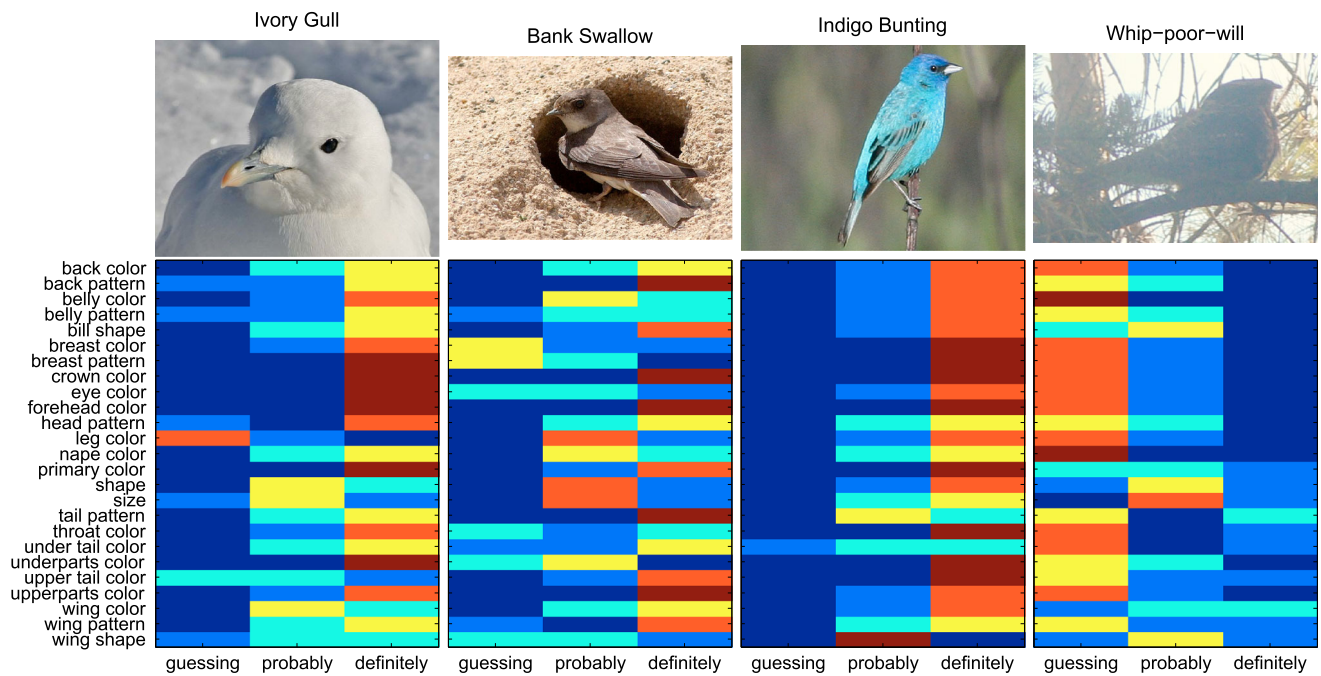 Ivory Gull
Bank Swallow
Indigo Bunting
Whip-poor-will
back color
back pattern
belly color
belly pattern
bill shape
breast color
breast pattern
crown color
eye color
forehead color
head pattern
leg color
nape color
primary color
shape
size
tail pattern
throat color
under tail color
underparts color
upper tail color
upperparts color
wing color
wing pattern
wing shape
guessing probably definitely
guessing probably definitely
guessing probably definitely
guessing probably definitely